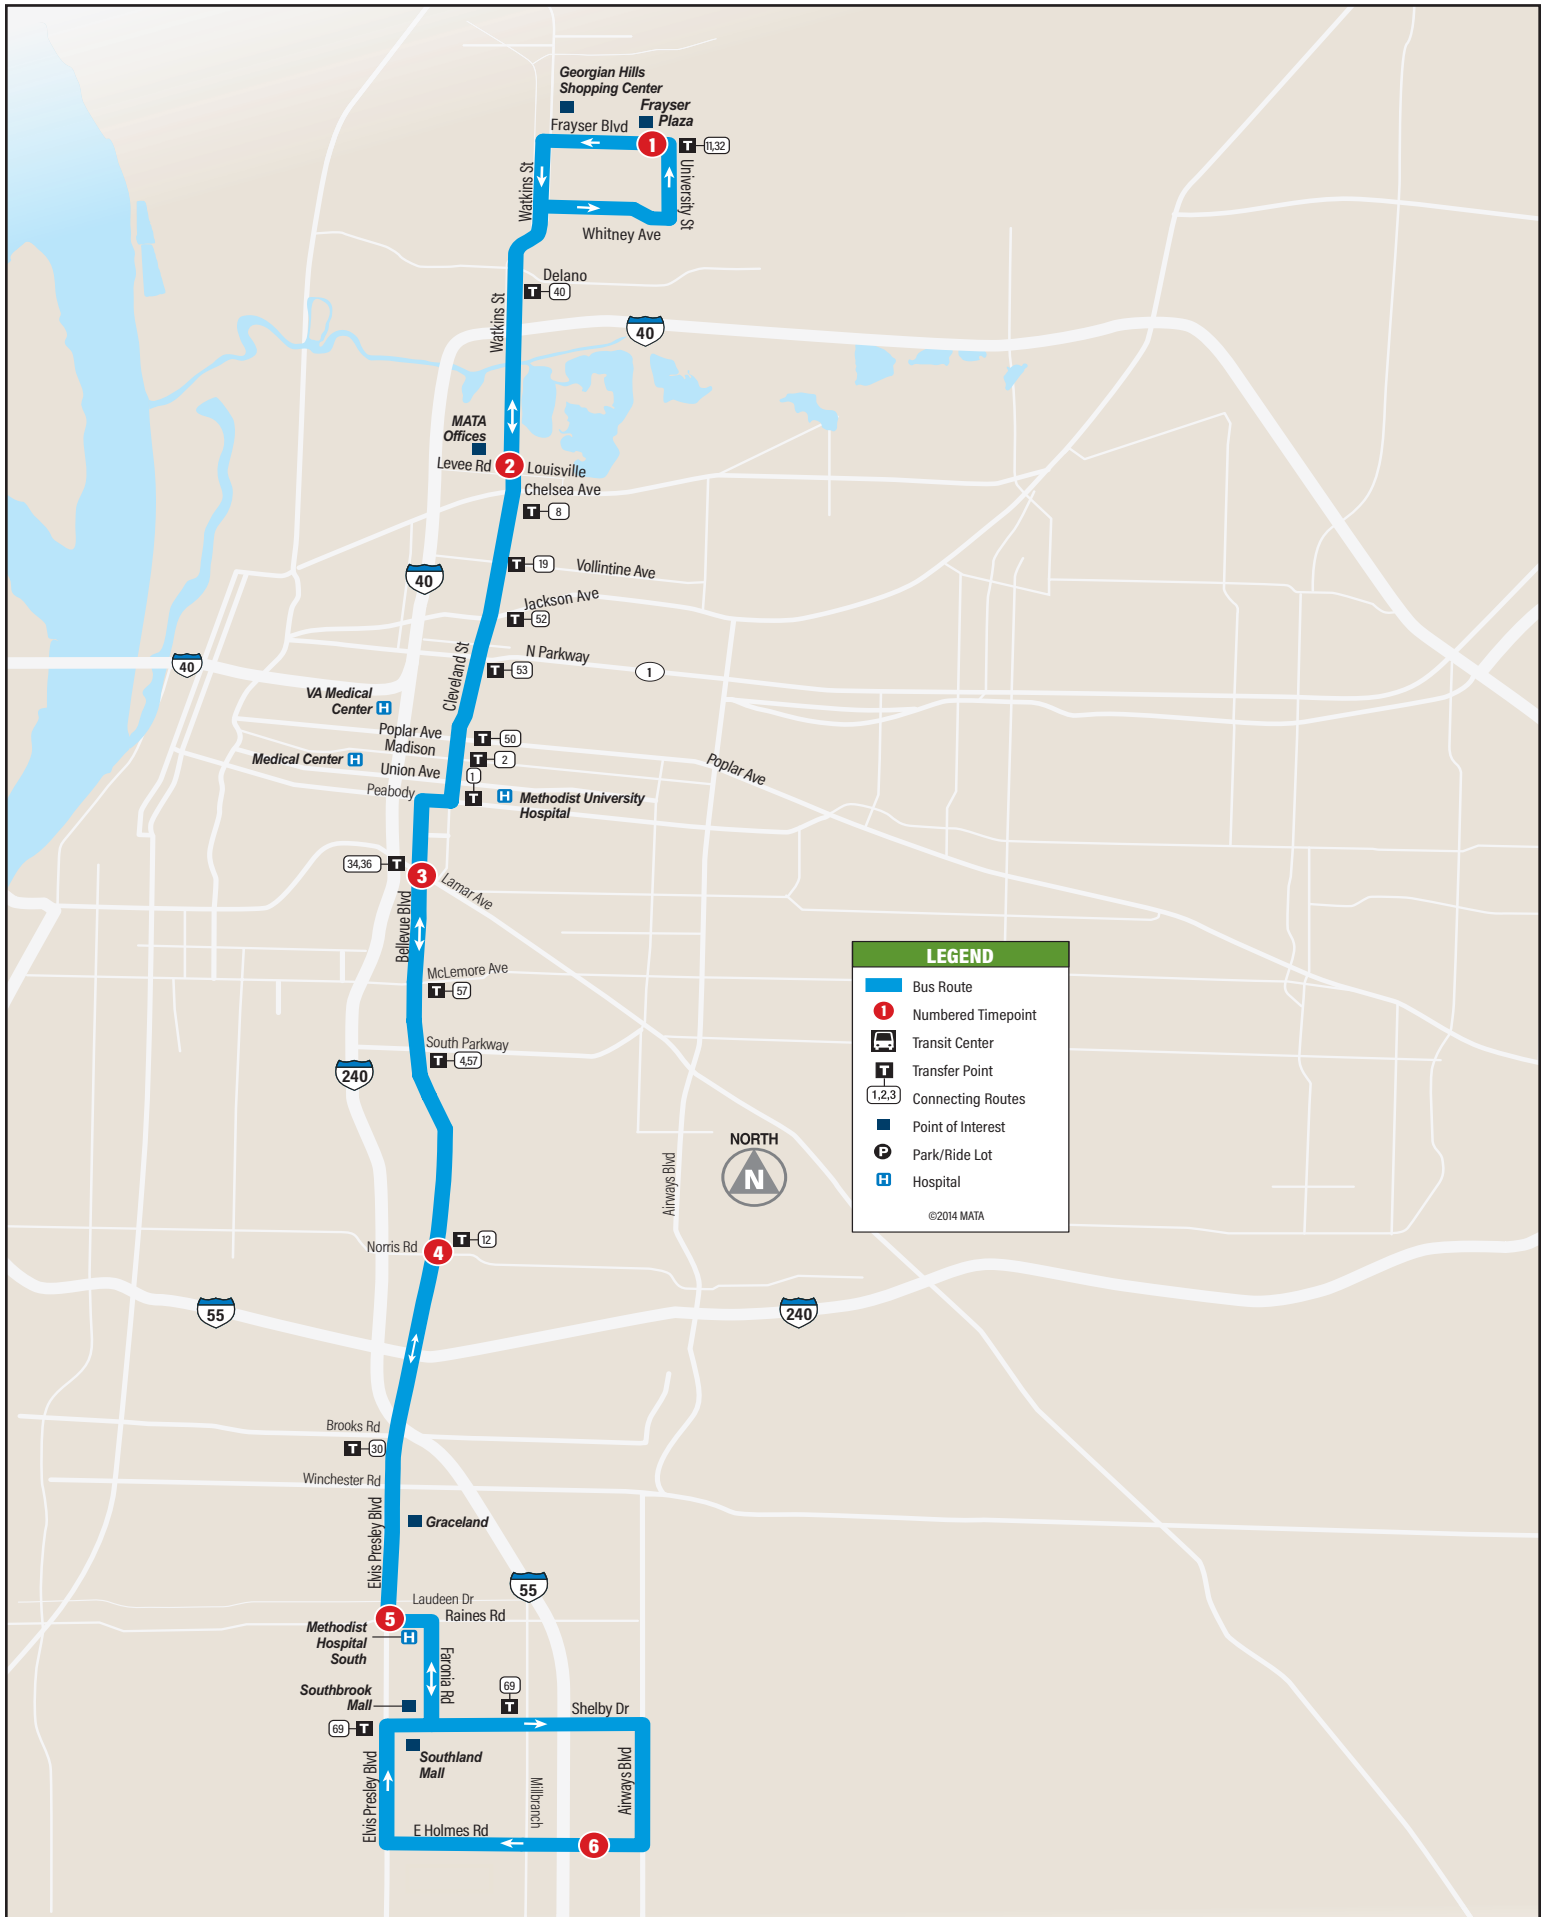 Georgian Hills
Shopping Center
Frayser
Plaza
Frayser Blvd
1
T 11,32
Watkins St
University St
Whitney Ave
Delano
T 40
Watkins St
40
MATA
Offices
Levee Rd
2
Louisville
Chelsea Ave
T 8
T 19
Vollintine Ave
40
Jackson Ave
T 52
N Parkway
T 53
1
40
Cleveland St
VA Medical
Center H
Poplar Ave
T 50
Madison
T 2
Medical Center H
Union Ave
1
T
Poplar Ave
Peabody
H Methodist University
Hospital
34,36 T
3
Lamar Ave
Bellevue Blvd
McLemore Ave
T 57
South Parkway
T 4,57
240
LEGEND
Bus Route
1 Numbered Timepoint
Transit Center
T Transfer Point
1,2,3 Connecting Routes
Point of Interest
P Park/Ride Lot
H Hospital
©2014 MATA
NORTH
N
Airways Blvd
Norris Rd
4
T 12
55
240
Brooks Rd
T 30
Winchester Rd
Elvis Presley Blvd
Graceland
55
Laudeen Dr
5
Raines Rd
Methodist
Hospital
South
H
Faronia Rd
Southbrook
Mall
69
T
Shelby Dr
69 T
Southland
Mall
Elvis Presley Blvd
Millbranch
Airways Blvd
E Holmes Rd
6